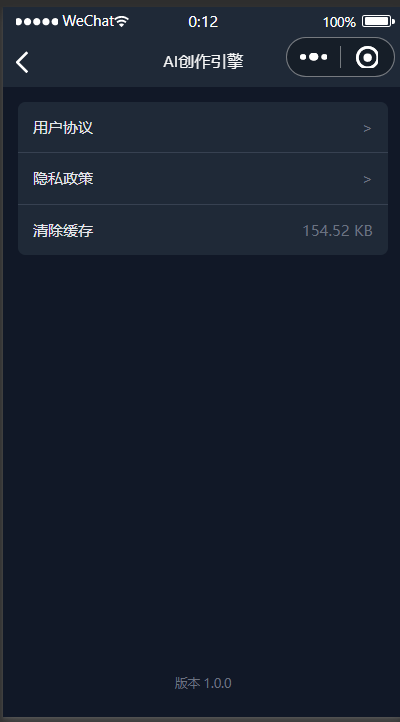 WeChat 0:12 100%
AI创作引擎
用户协议 >
隐私政策 >
清除缓存 154.52 KB
版本 1.0.0